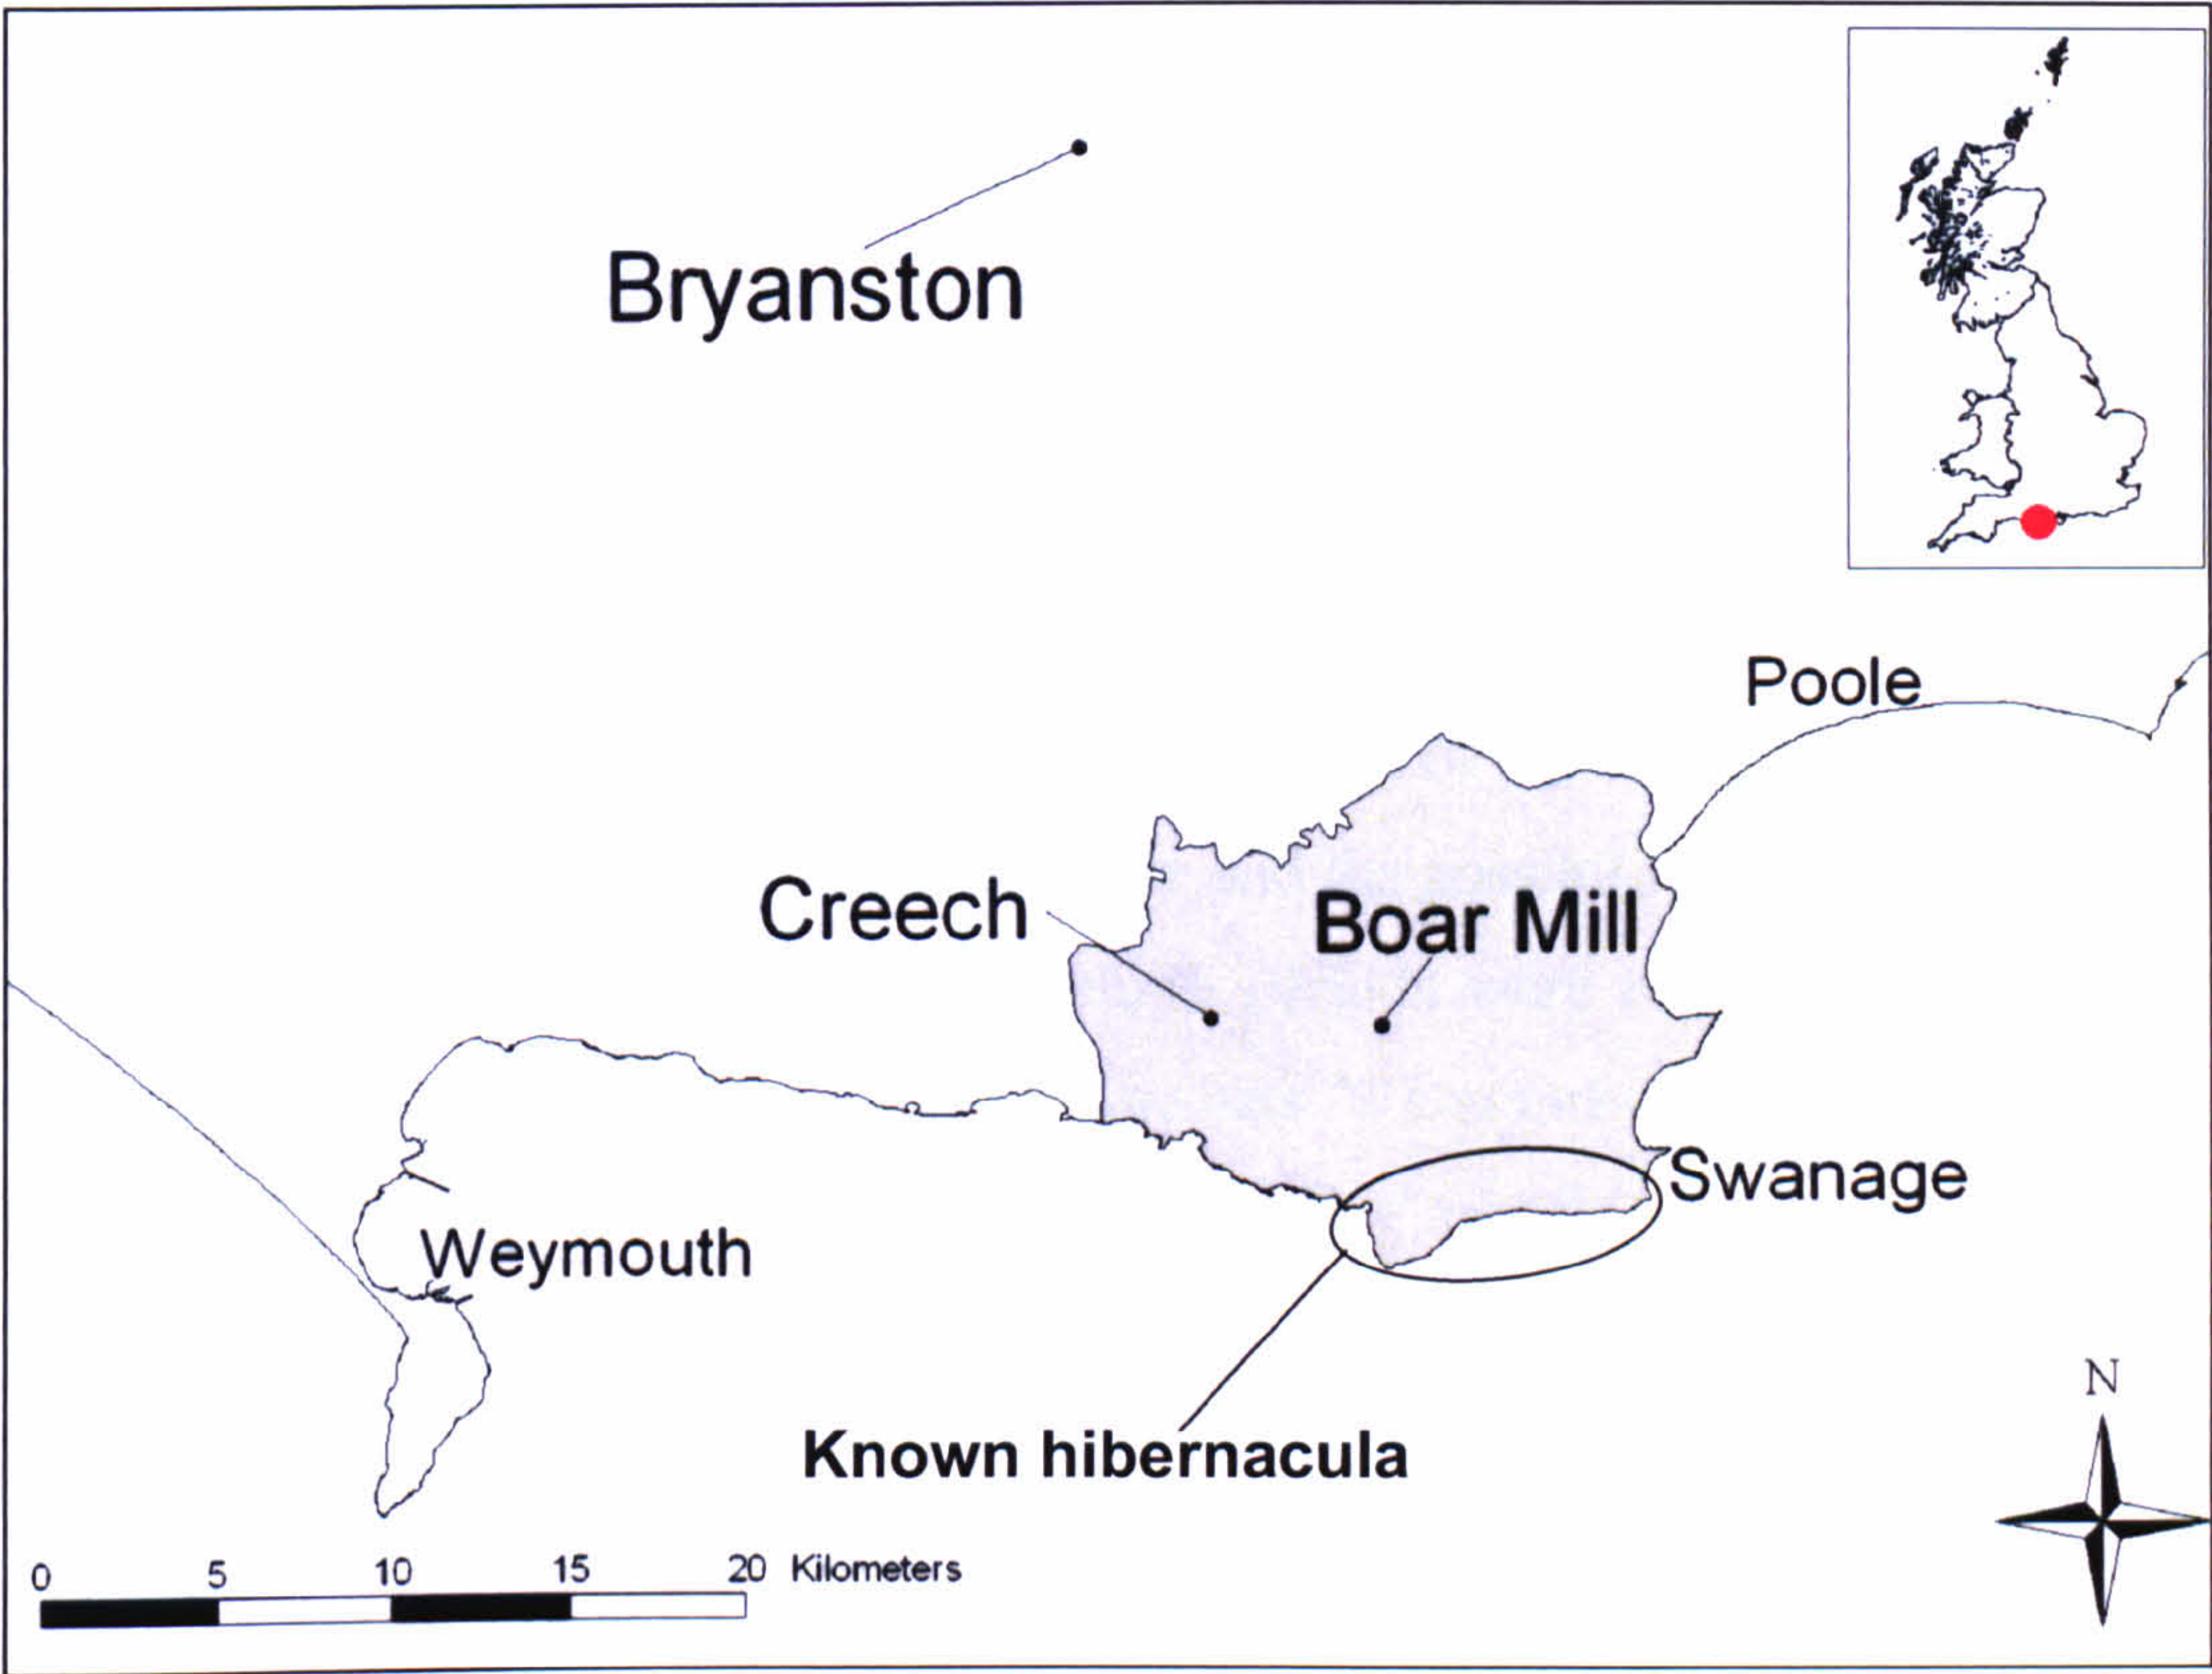 Bryanston
Poole
Creech
Boar Mill
Swanage
Weymouth
Known hibernacula
N
0 5 10 15 20 Kilometers